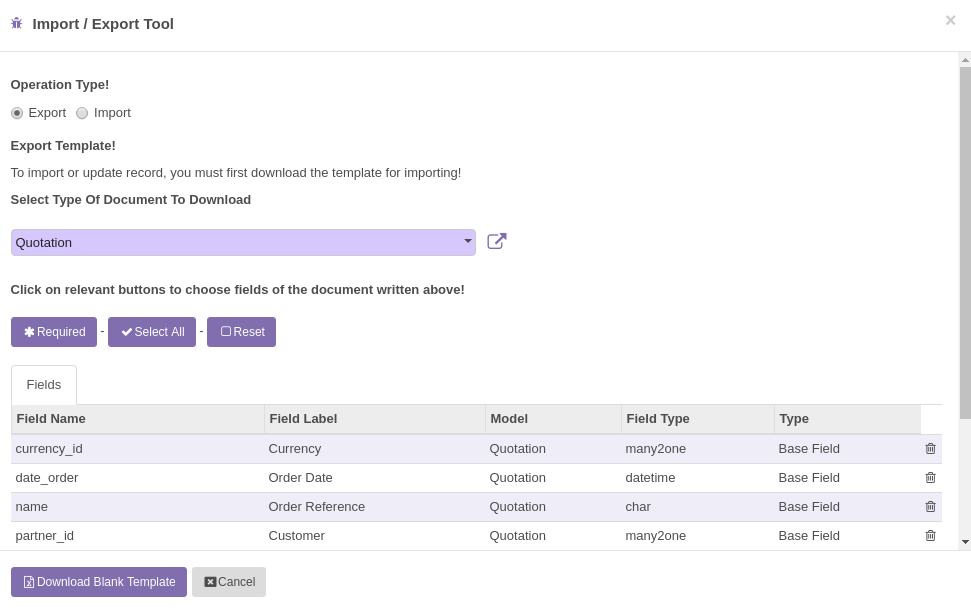 Import / Export Tool ×
Operation Type!
Export Import
Export Template!
To import or update record, you must first download the template for importing!
Select Type Of Document To Download
Quotation
Click on relevant buttons to choose fields of the document written above!
Required - Select All - Reset
Fields
Field Name Field Label Model Field Type Type
currency_id Currency Quotation many2one Base Field
date_order Order Date Quotation datetime Base Field
name Order Reference Quotation char Base Field
partner_id Customer Quotation many2one Base Field
Download Blank Template Cancel